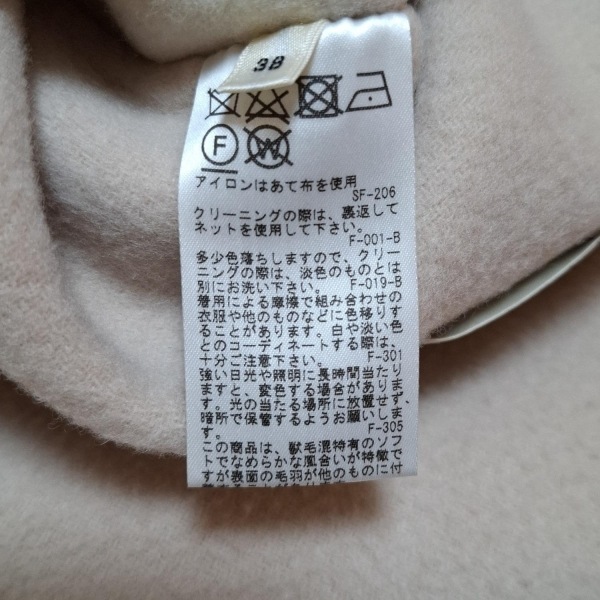 38
F
W
アイロンはあて布を使用
SF-206
クリーニングの際は、裏返して
ネットを使用して下さい。
F-001-B
多少色落ちしますので、クリー
ニングの際は、淡色のものとは
別にお洗い下さい。 F-019-B
着用による摩擦で組み合わせの
衣服や他のものなどに色移りす
ることがあります。白や淡い色
とのコーディネートする際は、
十分ご注意下さい。 F-301
強い日光や照明に長時間当たり
ますと、変色する場合がありま
す。光の当たる場所に放置せず、
暗所で保管するようお願いしま
す。 F-305
この商品は、獣毛混特有のソフ
トでなめらかな風合いが特徴で
すが表面の毛羽が他のものに付